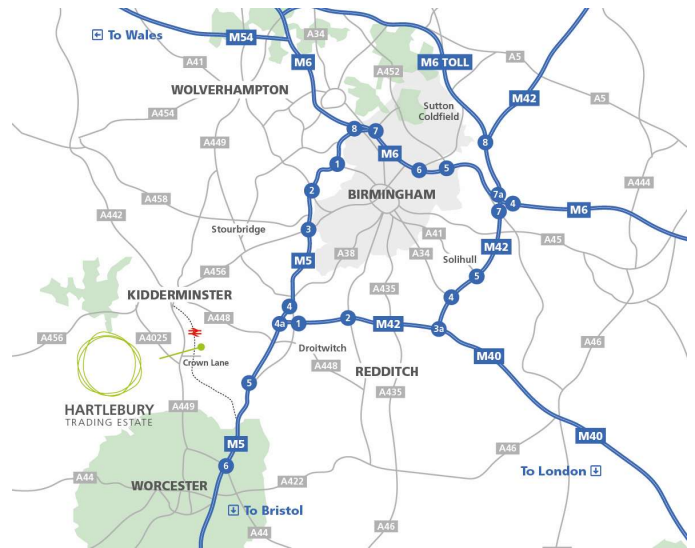 To Wales
M54
A34
A41
M6
A452
M6 TOLL
A5
WOLVERHAMPTON
M42
A5
Sutton
Coldfield
A454
8
7
A449
M6
8
1
6
5
A444
2
BIRMINGHAM
7a
4
A458
7
M6
A442
Stourbridge
3
A41
A45
M42
A38
A34
Solihull
M5
A456
5
A435
KIDDERMINSTER
4
4
A448
4a
1
2
M42
3a
A456
A4025
Droitwitch
A46
Crown Lane
M40
A448
REDDITCH
5
A435
HARTLEBURY
TRADING ESTATE
A449
M5
M40
A46
6
To London
A44
A422
WORCESTER
To Bristol
A44
A46